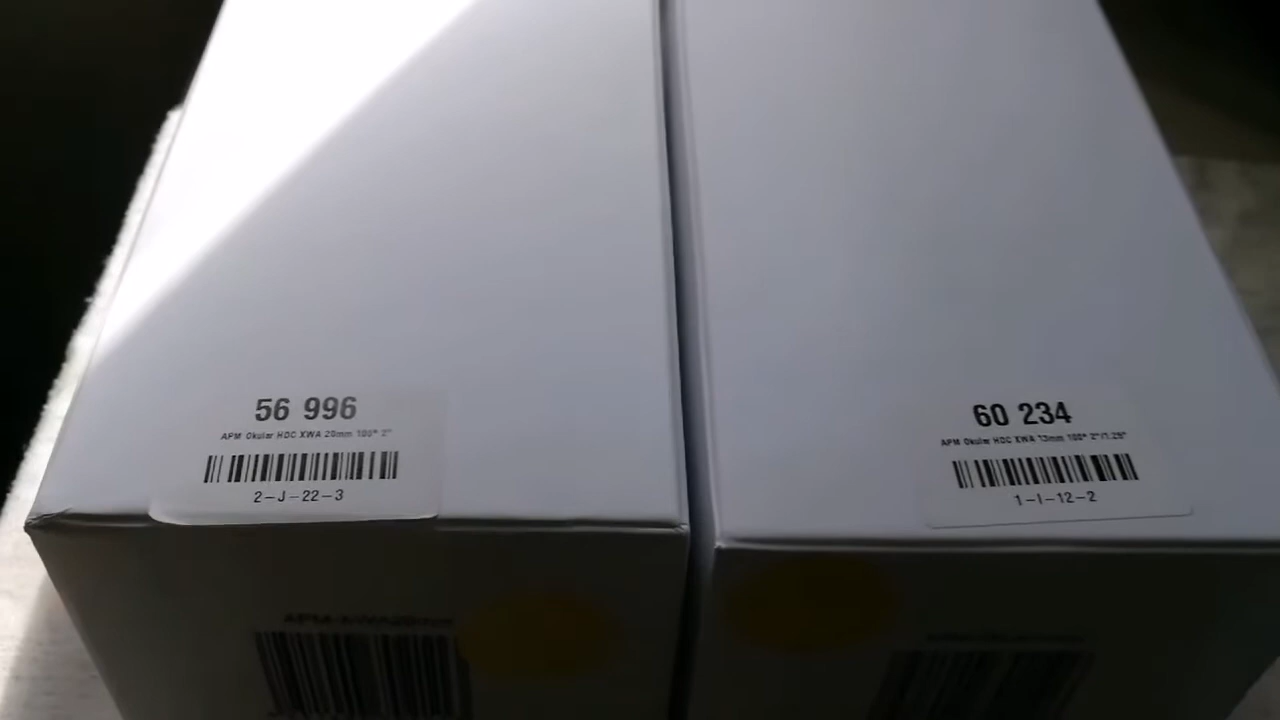 56 996
APM Okular HDC XWA 20mm 100° 2"
2-J-22-3
60 234
APM Okular HDC XWA 13mm 100° 2"/1.25"
1-I-12-2